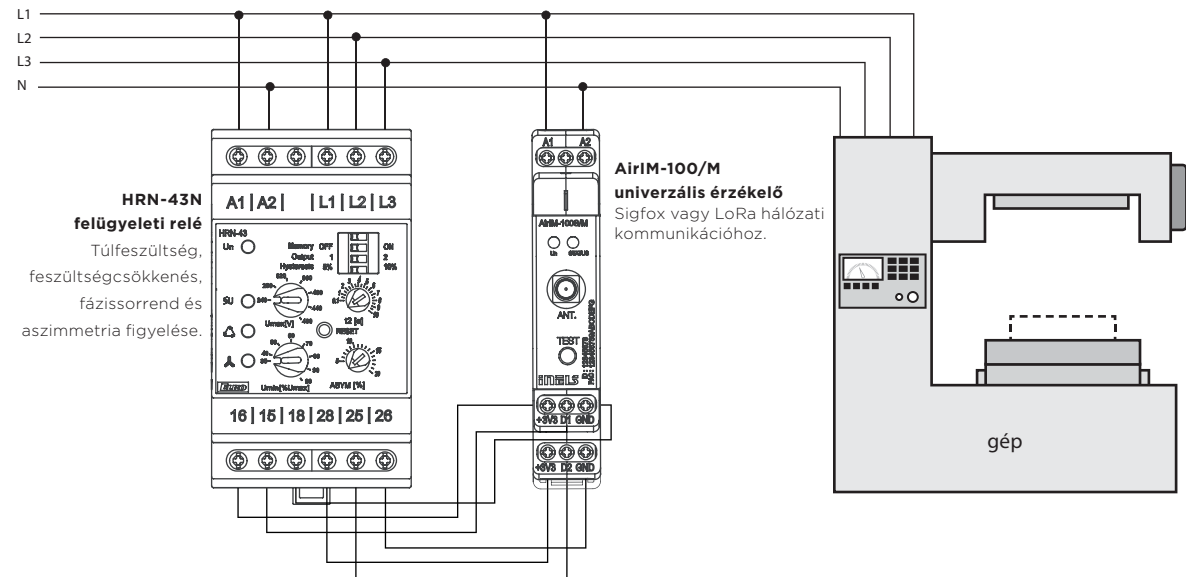 L1
L2
L3
N
HRN-43N
felügyeleti relé
Túlfeszültség,
feszültségcsökkenés,
fázissorrend és
aszimmetria figyelése.
A1 | A2 | | L1 | L2 | L3
HRN-43
Un
Memory OFF ON
Output 1 2
Hysteresis 5% 10%
Umax[V]
t2 [s]
RESET
Umin[%Umax]
ASYM [%]
16 | 15 | 18 | 28 | 25 | 26
A1 A2
Un STATUS
ANT.
TEST
iNELS
+3V3 D1 GND
+3V3 D2 GND
AirIM-100/M
univerzális érzékelő
Sigfox vagy LoRa hálózati
kommunikációhoz.
gép